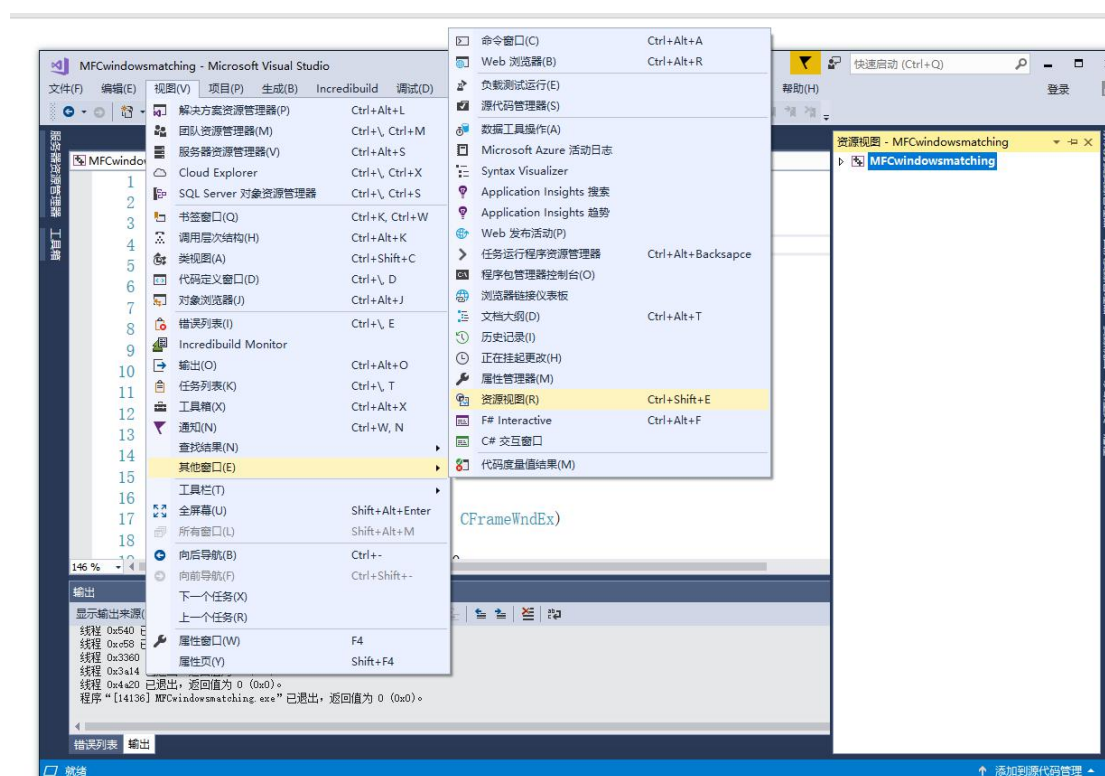 MFCwindowsmatching - Microsoft Visual Studio
快速启动 (Ctrl+Q)
文件(F) 编辑(E) 视图(V) 项目(P) 生成(B) Incredibuild 调试(D) 帮助(H) 登录
服务器资源管理器
工具箱
MFCwindo
1
2
3
4
5
6
7
8
9
10
11
12
13
14
15
16
17 CFrameWndEx)
18
146 %
解决方案资源管理器(P) Ctrl+Alt+L
团队资源管理器(M) Ctrl+\, Ctrl+M
服务器资源管理器(V) Ctrl+Alt+S
Cloud Explorer Ctrl+\, Ctrl+X
SQL Server 对象资源管理器 Ctrl+\, Ctrl+S
书签窗口(Q) Ctrl+K, Ctrl+W
调用层次结构(H) Ctrl+Alt+K
类视图(A) Ctrl+Shift+C
代码定义窗口(D) Ctrl+\, D
对象浏览器(J) Ctrl+Alt+J
错误列表(I) Ctrl+\, E
Incredibuild Monitor
输出(O) Ctrl+Alt+O
任务列表(K) Ctrl+\, T
工具箱(X) Ctrl+Alt+X
通知(N) Ctrl+W, N
查找结果(N)
其他窗口(E)
工具栏(T)
全屏幕(U) Shift+Alt+Enter
所有窗口(L) Shift+Alt+M
向后导航(B) Ctrl+-
向前导航(F) Ctrl+Shift+-
下一个任务(X)
上一个任务(R)
属性窗口(W) F4
属性页(Y) Shift+F4
命令窗口(C) Ctrl+Alt+A
Web 浏览器(B) Ctrl+Alt+R
负载测试运行(E)
源代码管理器(S)
数据工具操作(A)
Microsoft Azure 活动日志
Syntax Visualizer
Application Insights 搜索
Application Insights 趋势
Web 发布活动(P)
任务运行程序资源管理器 Ctrl+Alt+Backsapce
程序包管理器控制台(O)
浏览器链接仪表板
文档大纲(D) Ctrl+Alt+T
历史记录(I)
正在挂起更改(H)
属性管理器(M)
资源视图(R) Ctrl+Shift+E
F# Interactive Ctrl+Alt+F
C# 交互窗口
代码度量值结果(M)
资源视图 - MFCwindowsmatching
MFCwindowsmatching
输出
显示输出来源(
线程 0x540
线程 0xc58
线程 0x3360
线程 0x3a14
线程 0x4a20 已退出，返回值为 0 (0x0)。
程序“[14136] MFCwindowsmatching.exe”已退出，返回值为 0 (0x0)。
错误列表 输出
就绪
添加到源代码管理